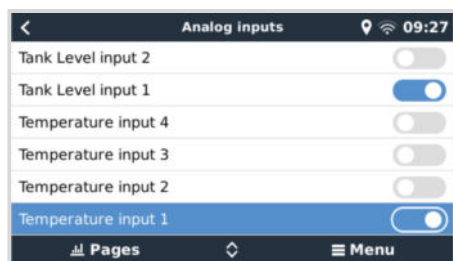 Analog inputs 09:27
Tank Level input 2
Tank Level input 1
Temperature input 4
Temperature input 3
Temperature input 2
Temperature input 1
Pages Menu